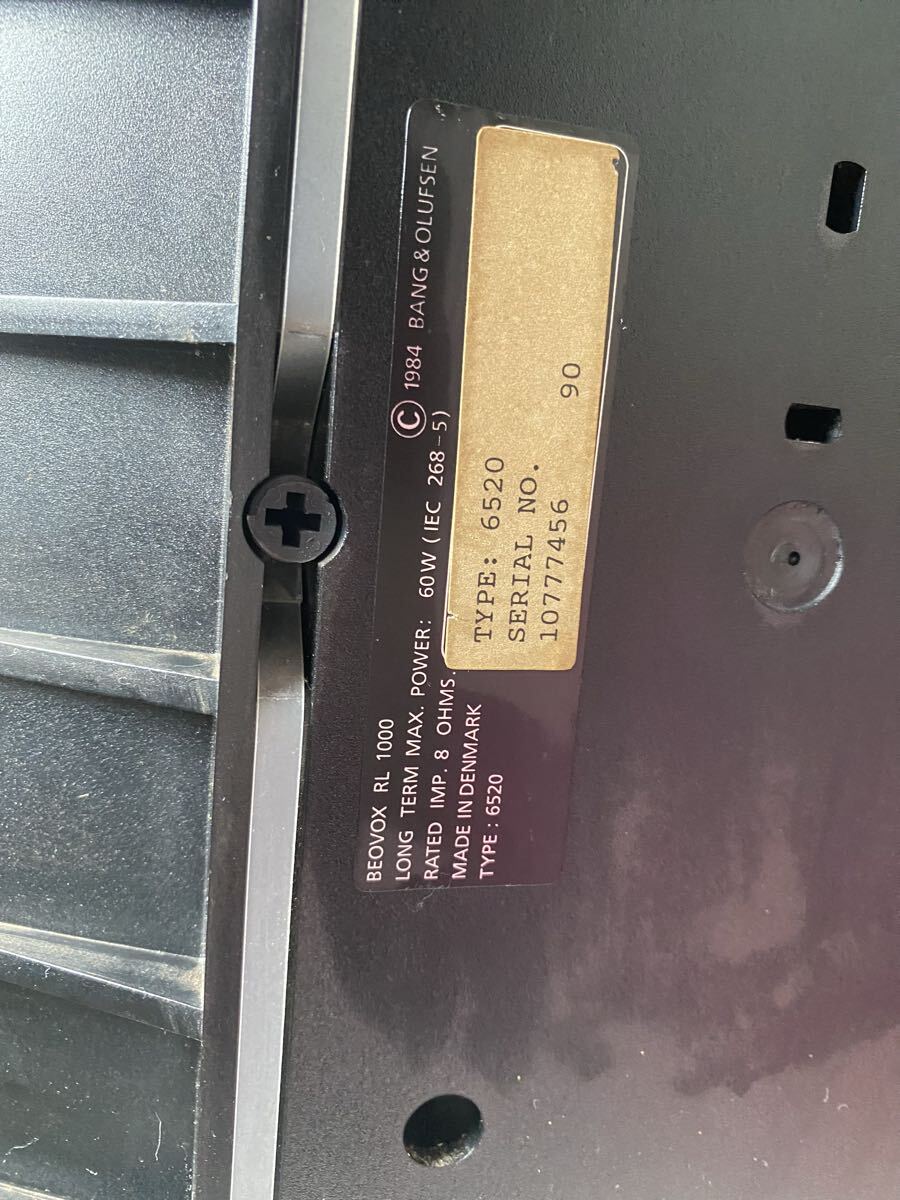 BEOVOX RL 1000
LONG TERM MAX. POWER: 60W (IEC 268-5)
RATED IMP. 8 OHMS.
MADE IN DENMARK
TYPE: 6520
© 1984 BANG & OLUFSEN
TYPE: 6520
SERIAL NO.
10777456 90